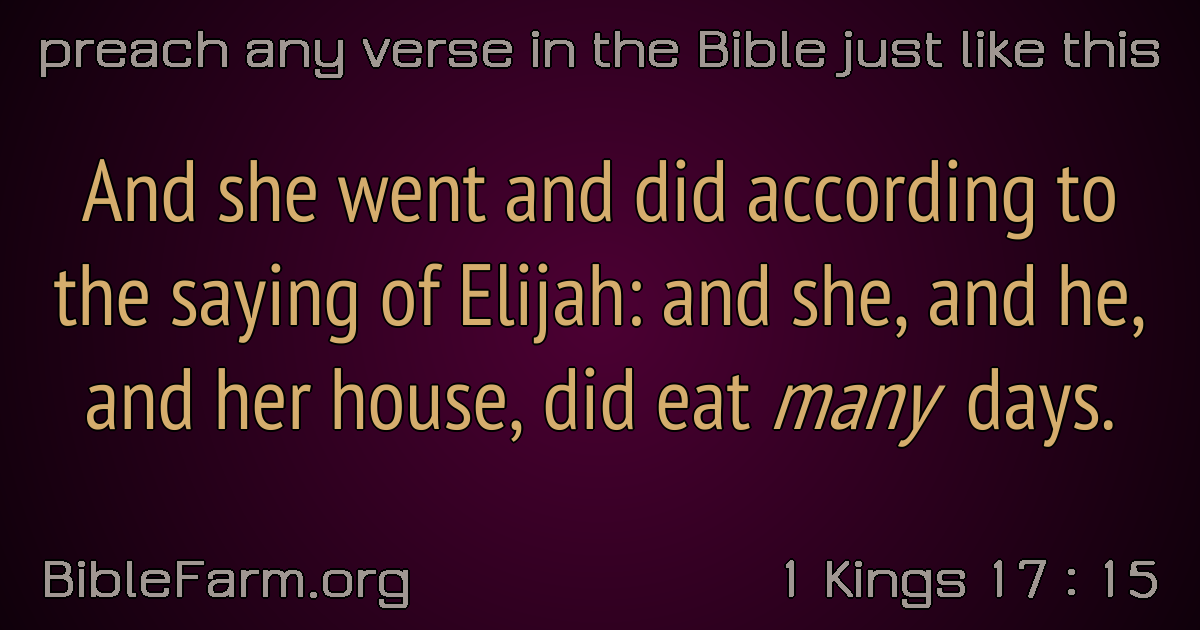 preach any verse in the Bible just like this
And she went and did according to
the saying of Elijah: and she, and he,
and her house, did eat many days.
BibleFarm.org
1 Kings 17 : 15